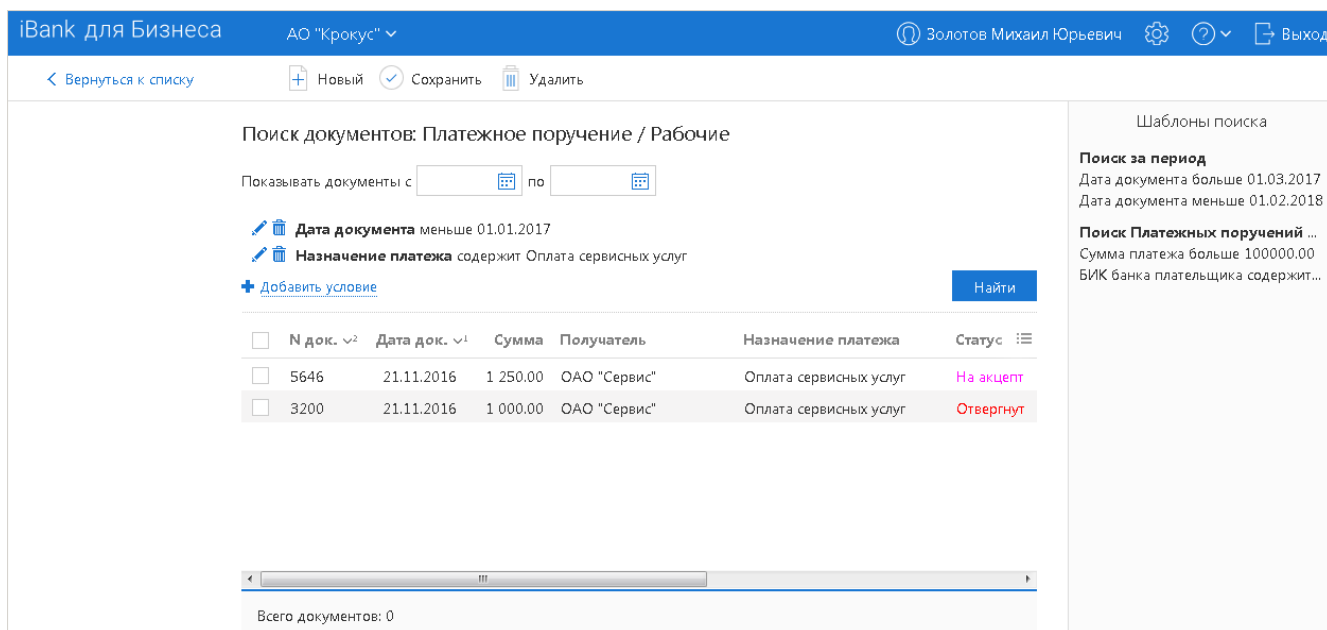 iBank для Бизнеса АО "Крокус" Золотов Михаил Юрьевич Выход
Вернуться к списку Новый Сохранить Удалить
Поиск документов: Платежное поручение / Рабочие
Показывать документы с по
Дата документа меньше 01.01.2017
Назначение платежа содержит Оплата сервисных услуг
Добавить условие Найти
N док. 2 Дата док. 1 Сумма Получатель Назначение платежа Статус
5646 21.11.2016 1 250.00 ОАО "Сервис" Оплата сервисных услуг На акцепт
3200 21.11.2016 1 000.00 ОАО "Сервис" Оплата сервисных услуг Отвергнут
Всего документов: 0
Шаблоны поиска
Поиск за период
Дата документа больше 01.03.2017
Дата документа меньше 01.02.2018
Поиск Платежных поручений ...
Сумма платежа больше 100000.00
БИК банка плательщика содержит...